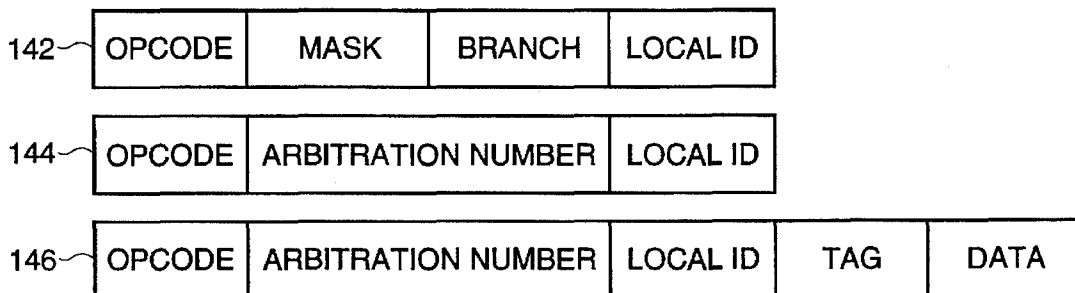 142 OPCODE MASK BRANCH LOCAL ID
144 OPCODE ARBITRATION NUMBER LOCAL ID
146 OPCODE ARBITRATION NUMBER LOCAL ID TAG DATA